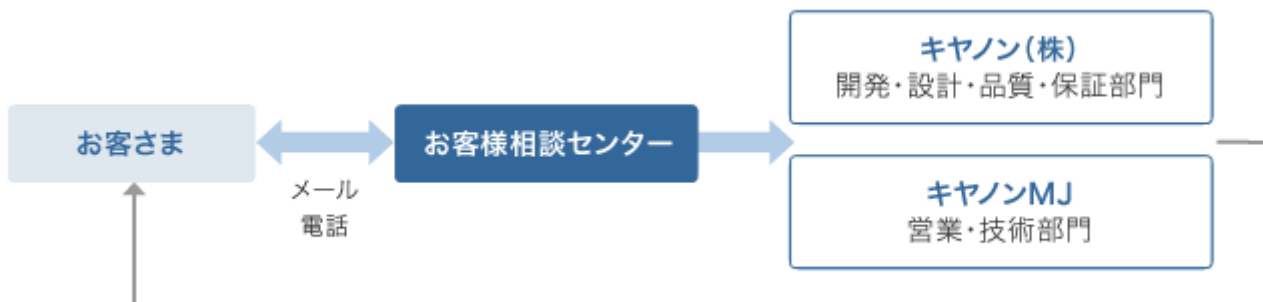 お客さま
メール
電話
お客様相談センター
キヤノン(株)
開発・設計・品質・保証部門
キヤノンMJ
営業・技術部門